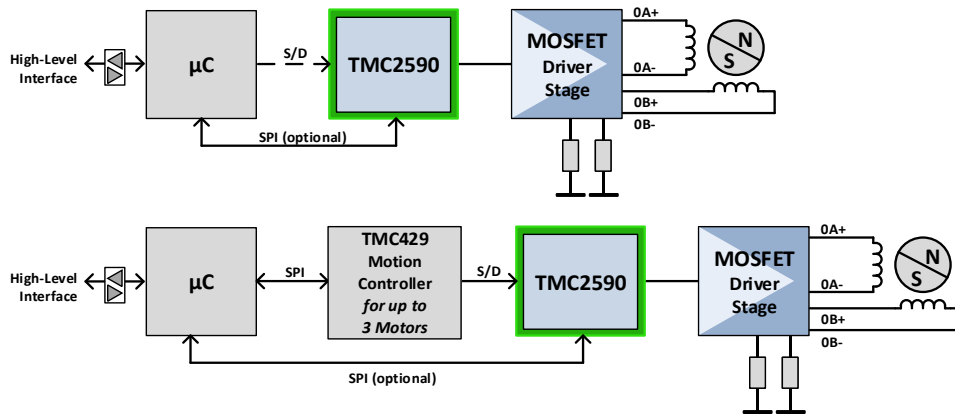 High-Level
Interface
µC
S/D
TMC2590
SPI (optional)
MOSFET
Driver
Stage
0A+
0A-
0B+
0B-
N
S
High-Level
Interface
µC
SPI
TMC429
Motion
Controller
for up to
3 Motors
S/D
TMC2590
SPI (optional)
MOSFET
Driver
Stage
0A+
0A-
0B+
0B-
N
S